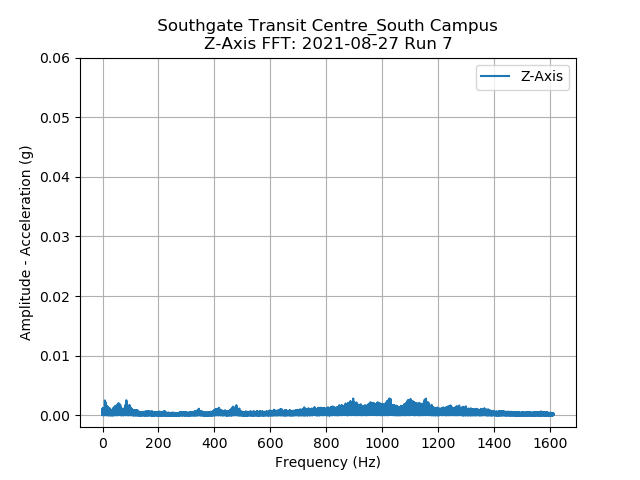 Southgate Transit Centre_South Campus
Z-Axis FFT: 2021-08-27 Run 7
Z-Axis
0.06
0.05
0.04
0.03
0.02
0.01
0.00
Amplitude - Acceleration (g)
0 200 400 600 800 1000 1200 1400 1600
Frequency (Hz)